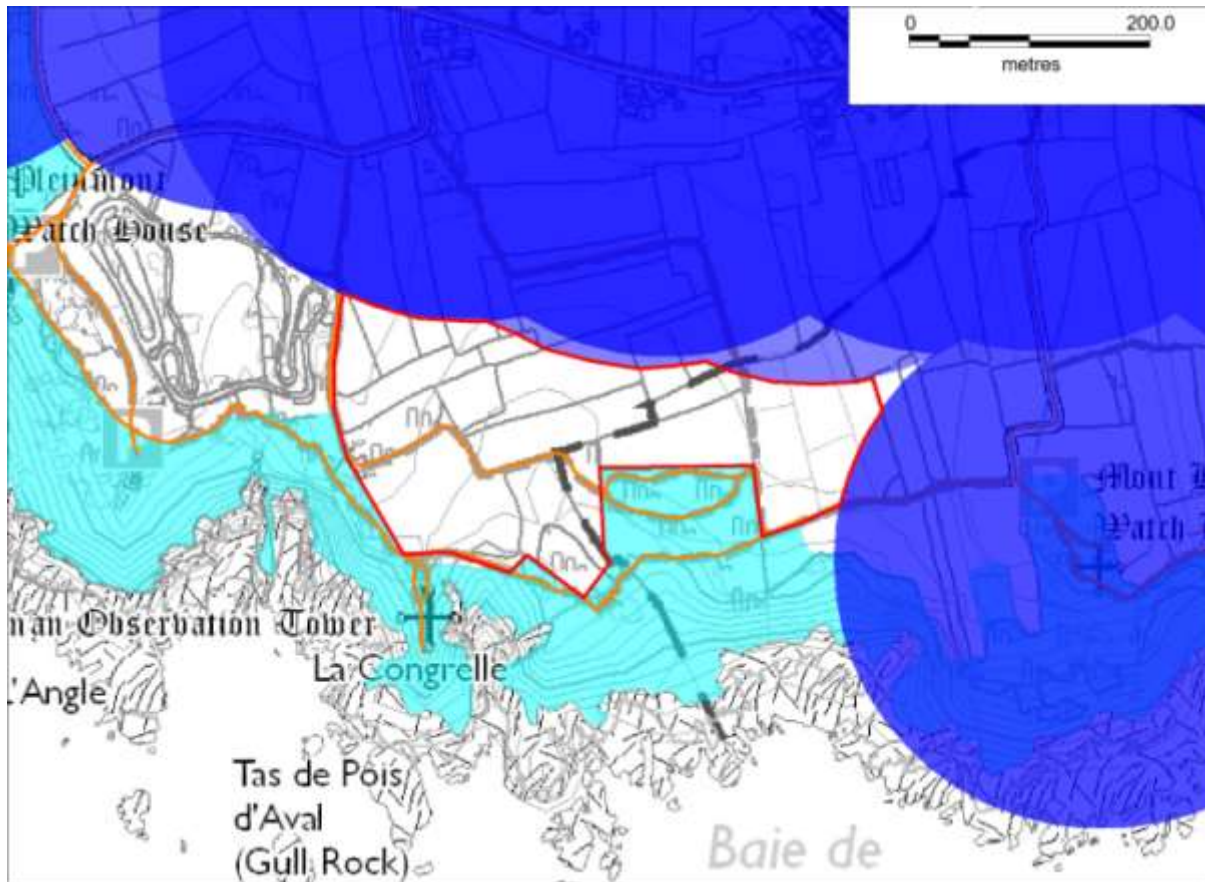 0 200.0
metres
Pleinmont
Watch House
Mont
Watch
an Observation Tower
La Congrelle
L'Angle
Tas de Pois
d'Aval
(Gull Rock)
Baie de